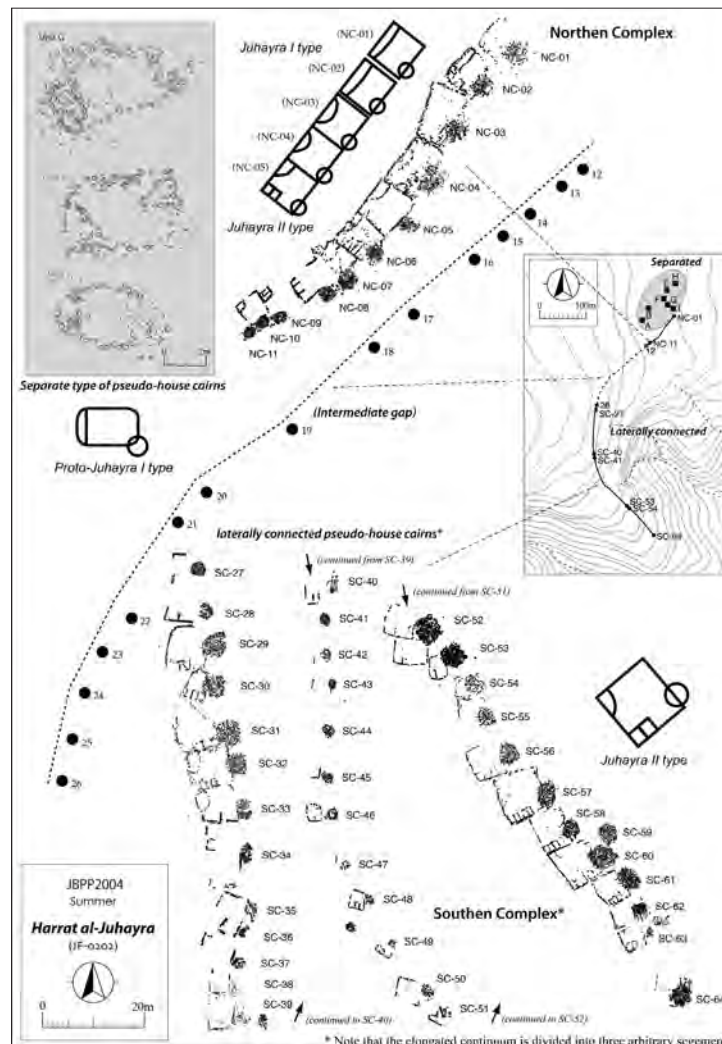 Northen Complex
Juhayra I type
(NC-01)
(NC-02)
(NC-03)
(NC-04)
(NC-05)
Juhayra II type
NC-01
NC-02
NC-03
NC-04
NC-05
NC-06
NC-07
NC-08
NC-09
NC-10
NC-11
12
13
14
15
16
17
18
19
20
21
22
23
24
25
26
Separate type of pseudo-house cairns
Proto-Juhayra I type
(Intermediate gap)
Separated
0
100m
H
A
NC-01
NC-11
12
26
Laterally connected
SC-40
SC-41
SC-53
SC-54
laterally connected pseudo-house cairns*
SC-27
SC-28
SC-29
SC-30
SC-31
SC-32
SC-33
SC-34
SC-35
SC-36
SC-37
SC-38
SC-39
(continued to SC-40)
(continued from SC-39)
SC-40
SC-41
SC-42
SC-43
SC-44
SC-45
SC-46
SC-47
SC-48
SC-49
SC-50
SC-51
(continued to SC-52)
(continued from SC-51)
SC-52
SC-53
SC-54
SC-55
SC-56
SC-57
SC-58
SC-59
SC-60
SC-61
SC-62
SC-63
Juhayra II type
Southen Complex*
JBPP2004
Summer
Harrat al-Juhayra
(JF-0202)
0
20m
* Note that the elongated continuum is divided into three arbitrary